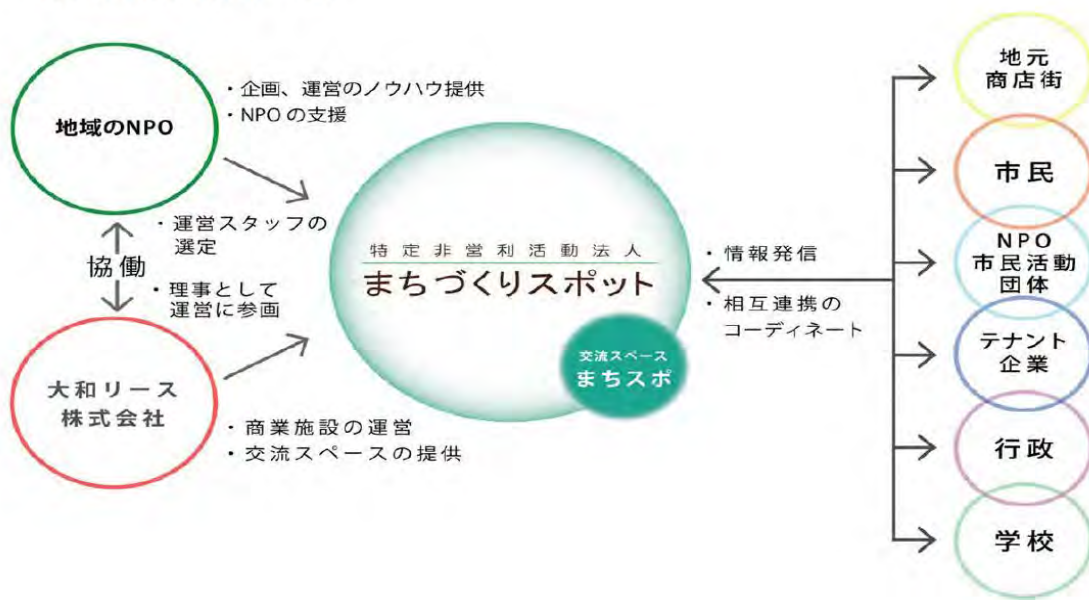 地域のNPO
・企画、運営のノウハウ提供
・NPOの支援
・運営スタッフの
選定
協働
・理事として
運営に参画
大和リース
株式会社
・商業施設の運営
・交流スペースの提供
特定非営利活動法人
まちづくりスポット
交流スペース
まちスポ
・情報発信
・相互連携の
コーディネート
地元
商店街
市民
NPO
市民活動
団体
テナント
企業
行政
学校